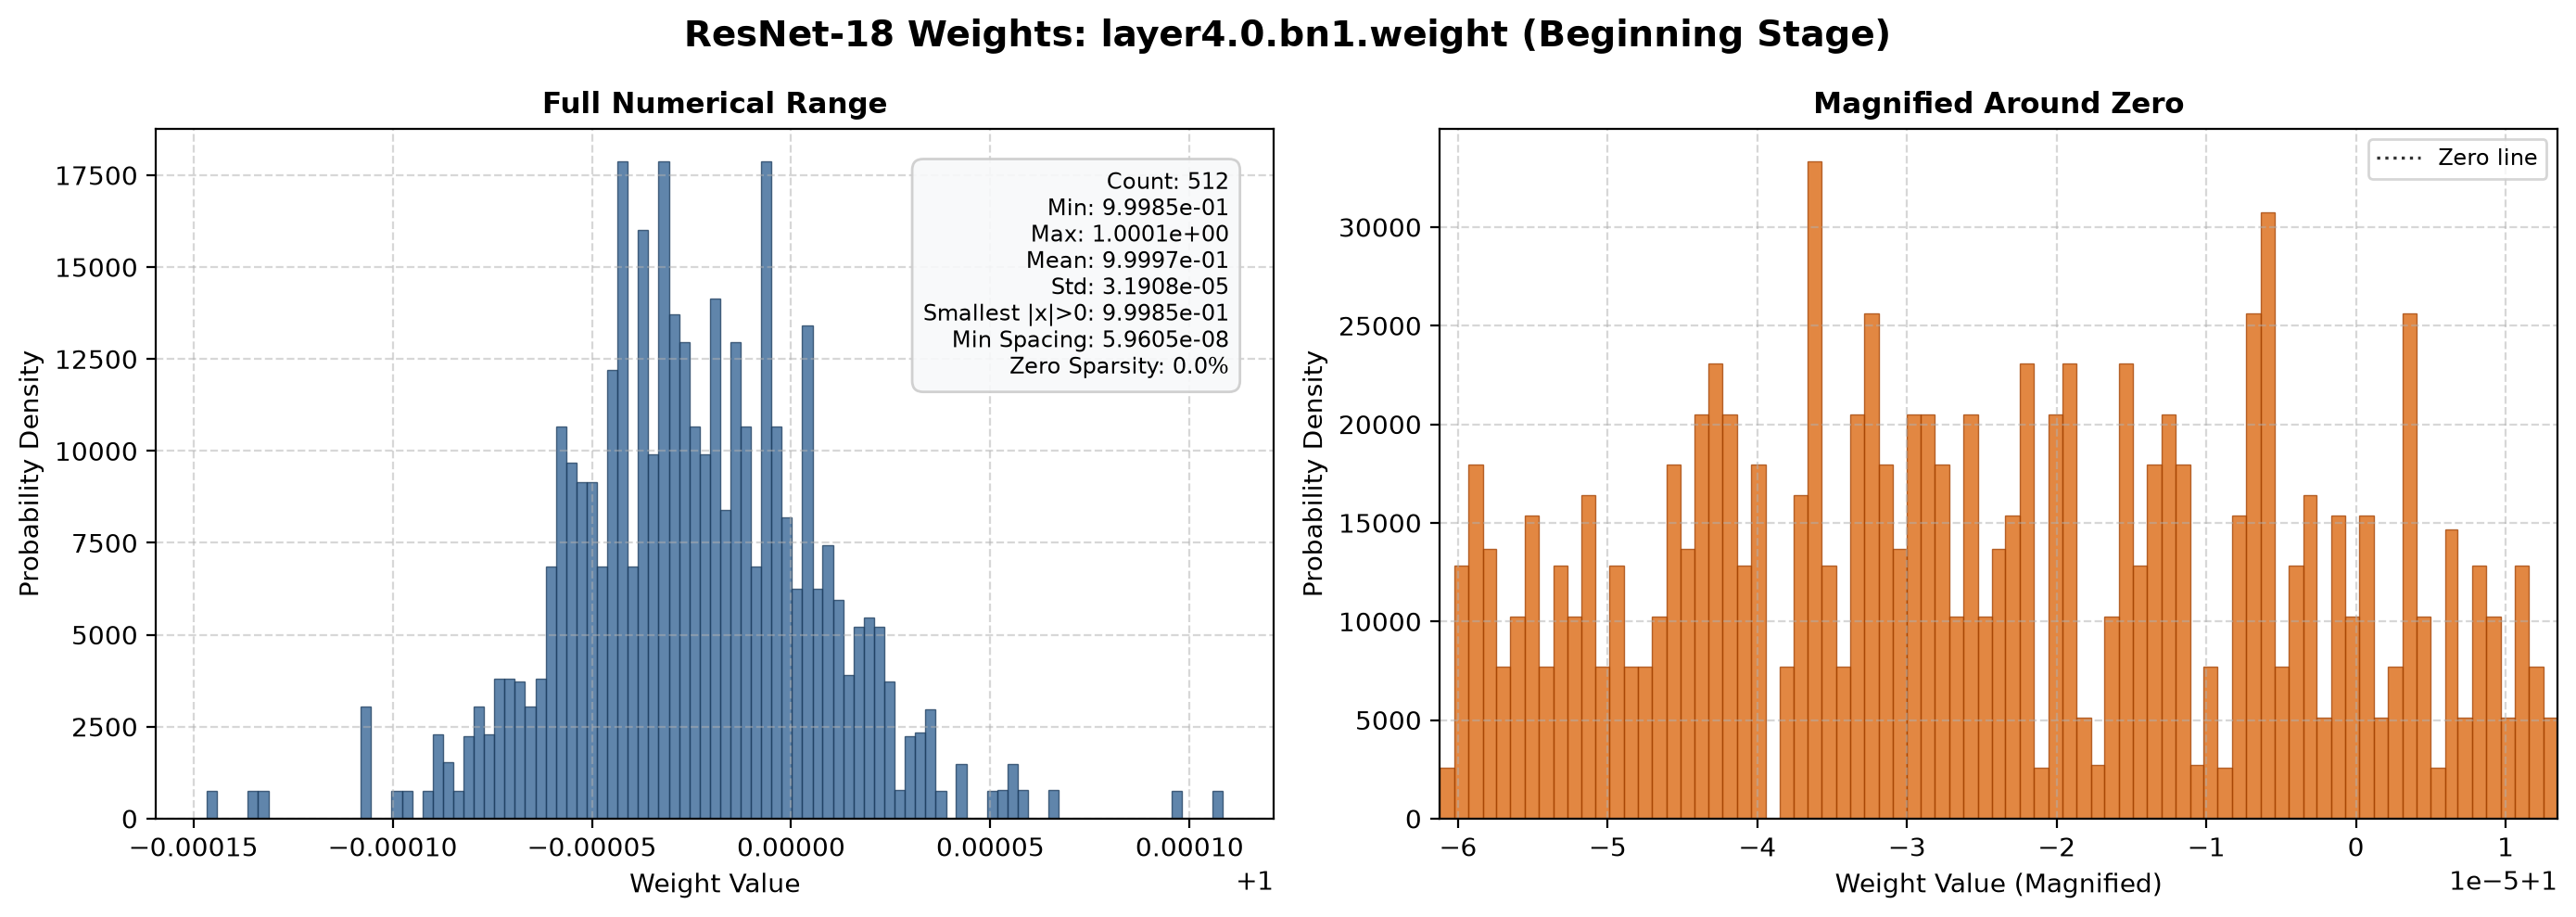 ResNet-18 Weights: layer4.0.bn1.weight (Beginning Stage)
Full Numerical Range
Probability Density
17500
15000
12500
10000
7500
5000
2500
0
Count: 512
Min: 9.9985e-01
Max: 1.0001e+00
Mean: 9.9997e-01
Std: 3.1908e-05
Smallest |x|>0: 9.9985e-01
Min Spacing: 5.9605e-08
Zero Sparsity: 0.0%
−0.00015 −0.00010 −0.00005 0.00000 0.00005 0.00010
+1
Weight Value
Magnified Around Zero
Zero line
Probability Density
30000
25000
20000
15000
10000
5000
0
−6 −5 −4 −3 −2 −1 0 1
1e−5+1
Weight Value (Magnified)